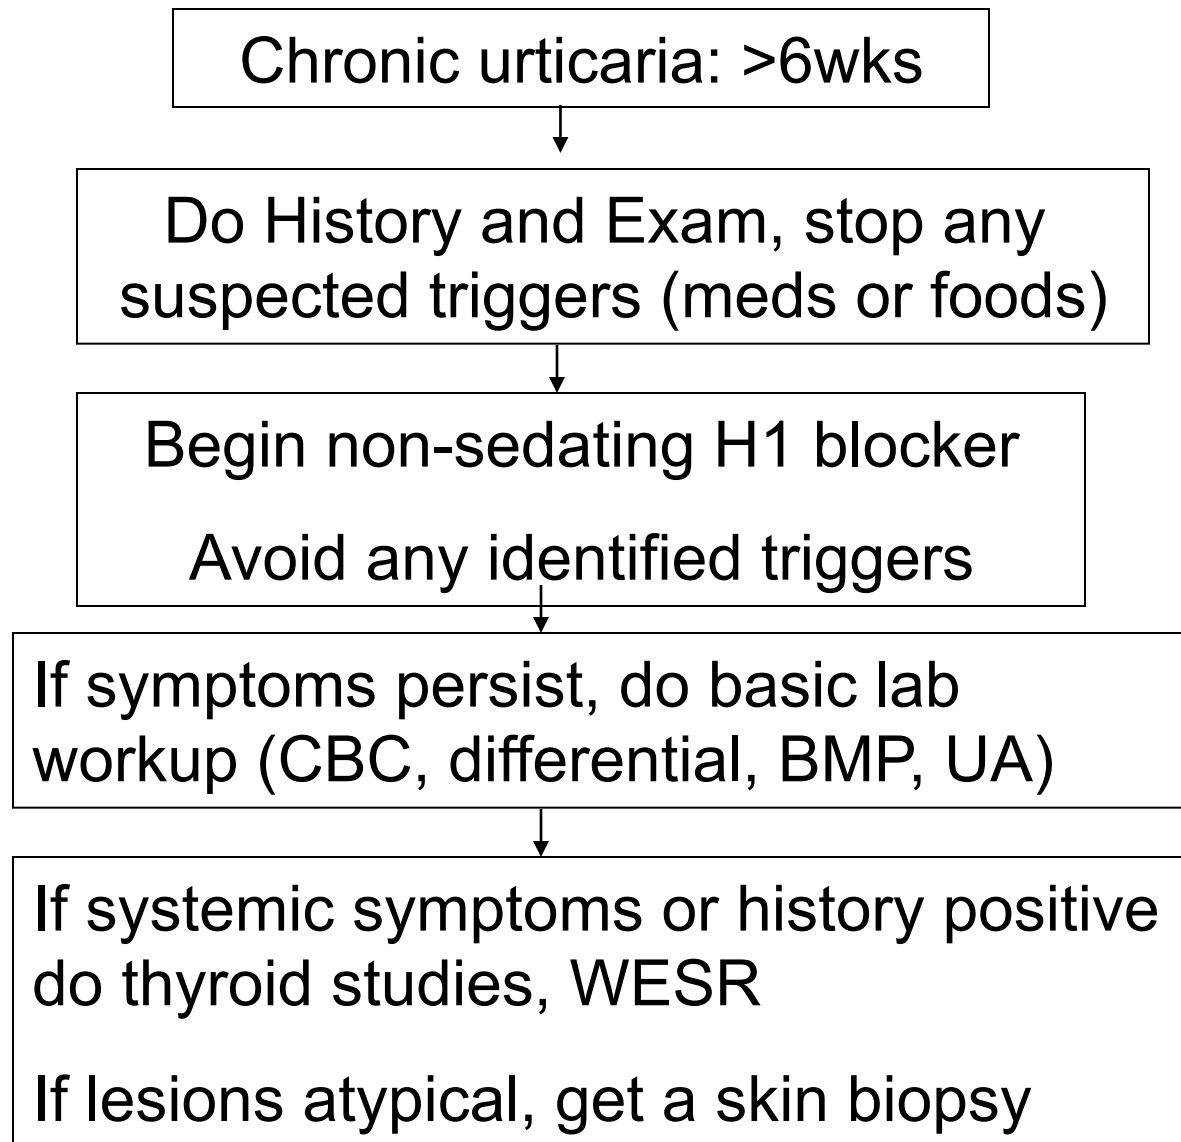 Chronic urticaria: >6wks
Do History and Exam, stop any
suspected triggers (meds or foods)
Begin non-sedating H1 blocker
Avoid any identified triggers
If symptoms persist, do basic lab
workup (CBC, differential, BMP, UA)
If systemic symptoms or history positive
do thyroid studies, WESR
If lesions atypical, get a skin biopsy